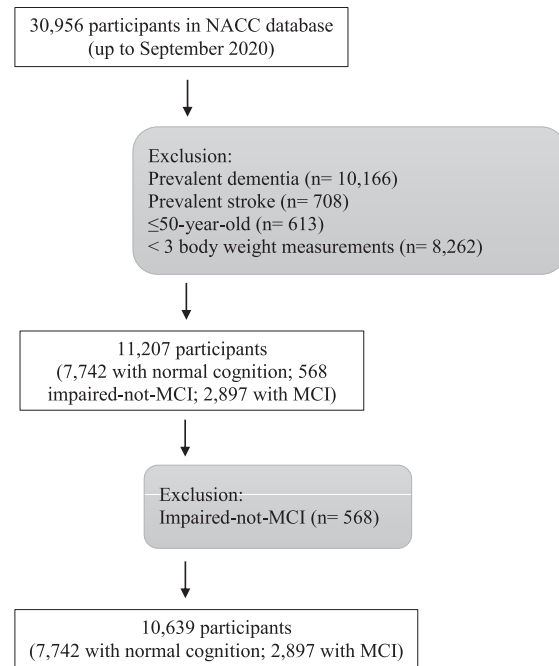 30,956 participants in NACC database
(up to September 2020)
Exclusion:
Prevalent dementia (n= 10,166)
Prevalent stroke (n= 708)
≤50-year-old (n= 613)
< 3 body weight measurements (n= 8,262)
11,207 participants
(7,742 with normal cognition; 568
impaired-not-MCI; 2,897 with MCI)
Exclusion:
Impaired-not-MCI (n= 568)
10,639 participants
(7,742 with normal cognition; 2,897 with MCI)